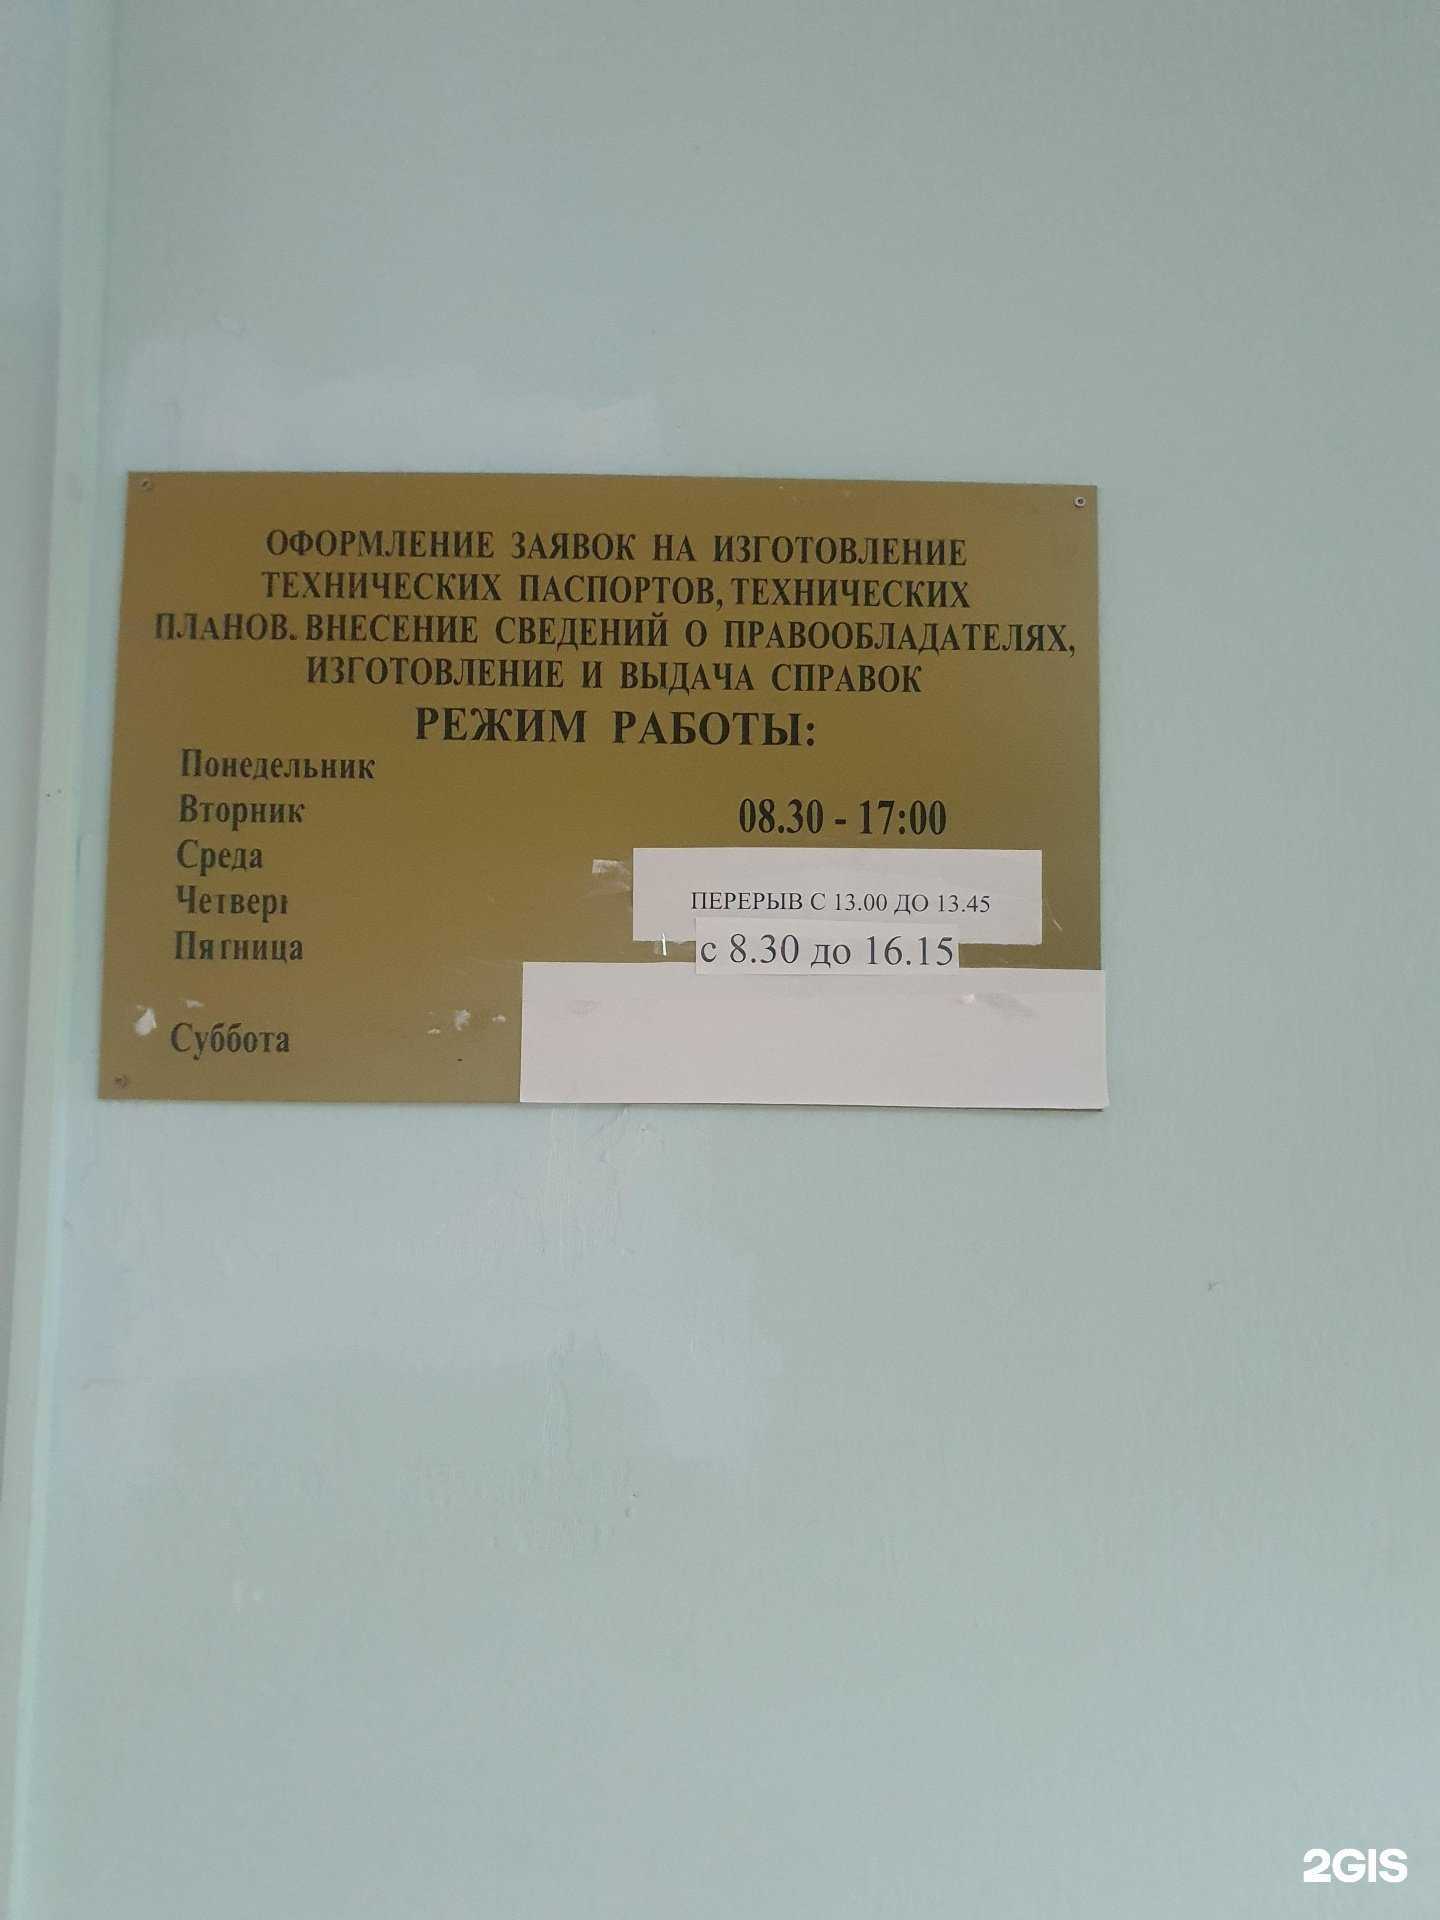 ОФОРМЛЕНИЕ ЗАЯВОК НА ИЗГОТОВЛЕНИЕ
ТЕХНИЧЕСКИХ ПАСПОРТОВ, ТЕХНИЧЕСКИХ
ПЛАНОВ. ВНЕСЕНИЕ СВЕДЕНИЙ О ПРАВООБЛАДАТЕЛЯХ,
ИЗГОТОВЛЕНИЕ И ВЫДАЧА СПРАВОК
РЕЖИМ РАБОТЫ:
Понедельник
Вторник 08.30 - 17:00
Среда
Четверг ПЕРЕРЫВ С 13.00 ДО 13.45
Пятница с 8.30 до 16.15
Суббота
2GIS